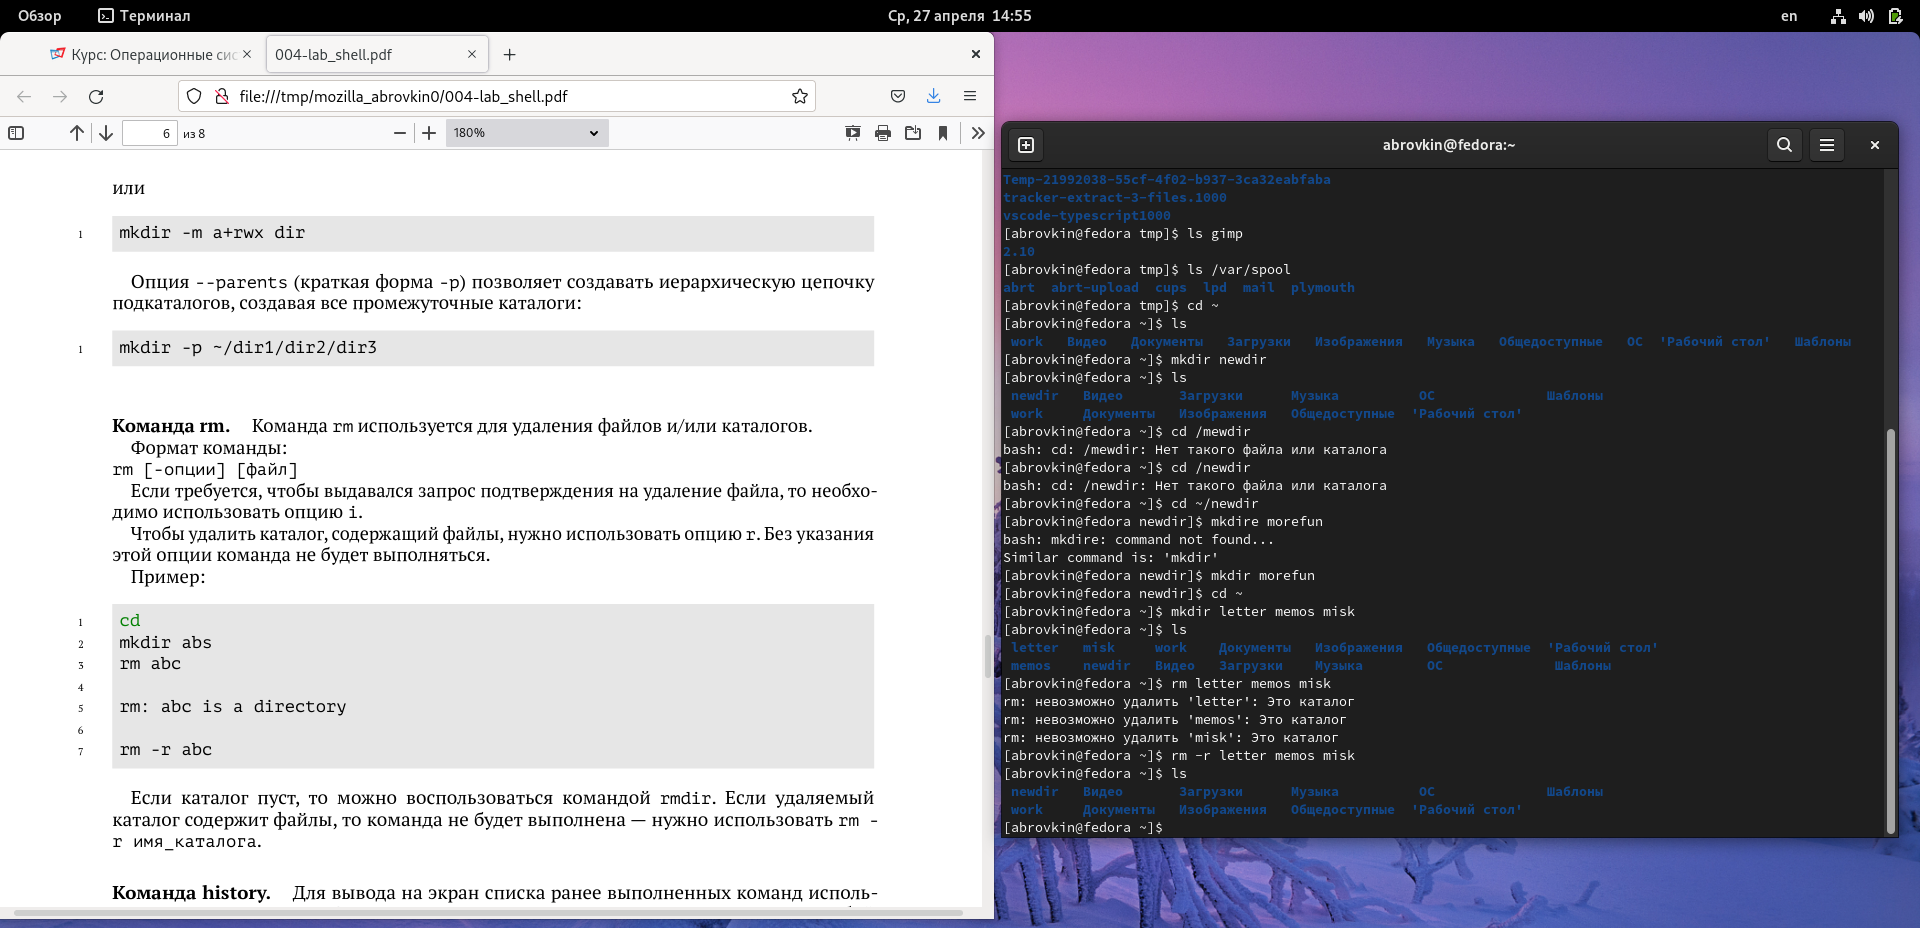 Обзор
Терминал
Ср, 27 апреля 14:55
en
Курс: Операционные сис
004-lab_shell.pdf
file:///tmp/mozilla_abrovkin0/004-lab_shell.pdf
6 из 8
180%
или
1 mkdir -m a+rwx dir
Опция --parents (краткая форма -p) позволяет создавать иерархическую цепочку
подкаталогов, создавая все промежуточные каталоги:
1 mkdir -p ~/dir1/dir2/dir3
Команда rm. Команда rm используется для удаления файлов и/или каталогов.
Формат команды:
rm [-опции] [файл]
Если требуется, чтобы выдавался запрос подтверждения на удаление файла, то необхо-
димо использовать опцию i.
Чтобы удалить каталог, содержащий файлы, нужно использовать опцию r. Без указания
этой опции команда не будет выполняться.
Пример:
1 cd
2 mkdir abs
3 rm abc
4
5 rm: abc is a directory
6
7 rm -r abc
Если каталог пуст, то можно воспользоваться командой rmdir. Если удаляемый
каталог содержит файлы, то команда не будет выполнена — нужно использовать rm -
r имя_каталога.
Команда history. Для вывода на экран списка ранее выполненных команд исполь-
abrovkin@fedora:~
Temp-21992038-55cf-4f02-b937-3ca32eabfaba
tracker-extract-3-files.1000
vscode-typescript1000
[abrovkin@fedora tmp]$ ls gimp
2.10
[abrovkin@fedora tmp]$ ls /var/spool
abrt abrt-upload cups lpd mail plymouth
[abrovkin@fedora tmp]$ cd ~
[abrovkin@fedora ~]$ ls
work Видео Документы Загрузки Изображения Музыка Общедоступные ОС 'Рабочий стол' Шаблоны
[abrovkin@fedora ~]$ mkdir newdir
[abrovkin@fedora ~]$ ls
newdir Видео Загрузки Музыка ОС Шаблоны
work Документы Изображения Общедоступные 'Рабочий стол'
[abrovkin@fedora ~]$ cd /mewdir
bash: cd: /mewdir: Нет такого файла или каталога
[abrovkin@fedora ~]$ cd /newdir
bash: cd: /newdir: Нет такого файла или каталога
[abrovkin@fedora ~]$ cd ~/newdir
[abrovkin@fedora newdir]$ mkdire morefun
bash: mkdire: command not found...
Similar command is: 'mkdir'
[abrovkin@fedora newdir]$ mkdir morefun
[abrovkin@fedora newdir]$ cd ~
[abrovkin@fedora ~]$ mkdir letter memos misk
[abrovkin@fedora ~]$ ls
letter misk work Документы Изображения Общедоступные 'Рабочий стол'
memos newdir Видео Загрузки Музыка ОС Шаблоны
[abrovkin@fedora ~]$ rm letter memos misk
rm: невозможно удалить 'letter': Это каталог
rm: невозможно удалить 'memos': Это каталог
rm: невозможно удалить 'misk': Это каталог
[abrovkin@fedora ~]$ rm -r letter memos misk
[abrovkin@fedora ~]$ ls
newdir Видео Загрузки Музыка ОС Шаблоны
work Документы Изображения Общедоступные 'Рабочий стол'
[abrovkin@fedora ~]$